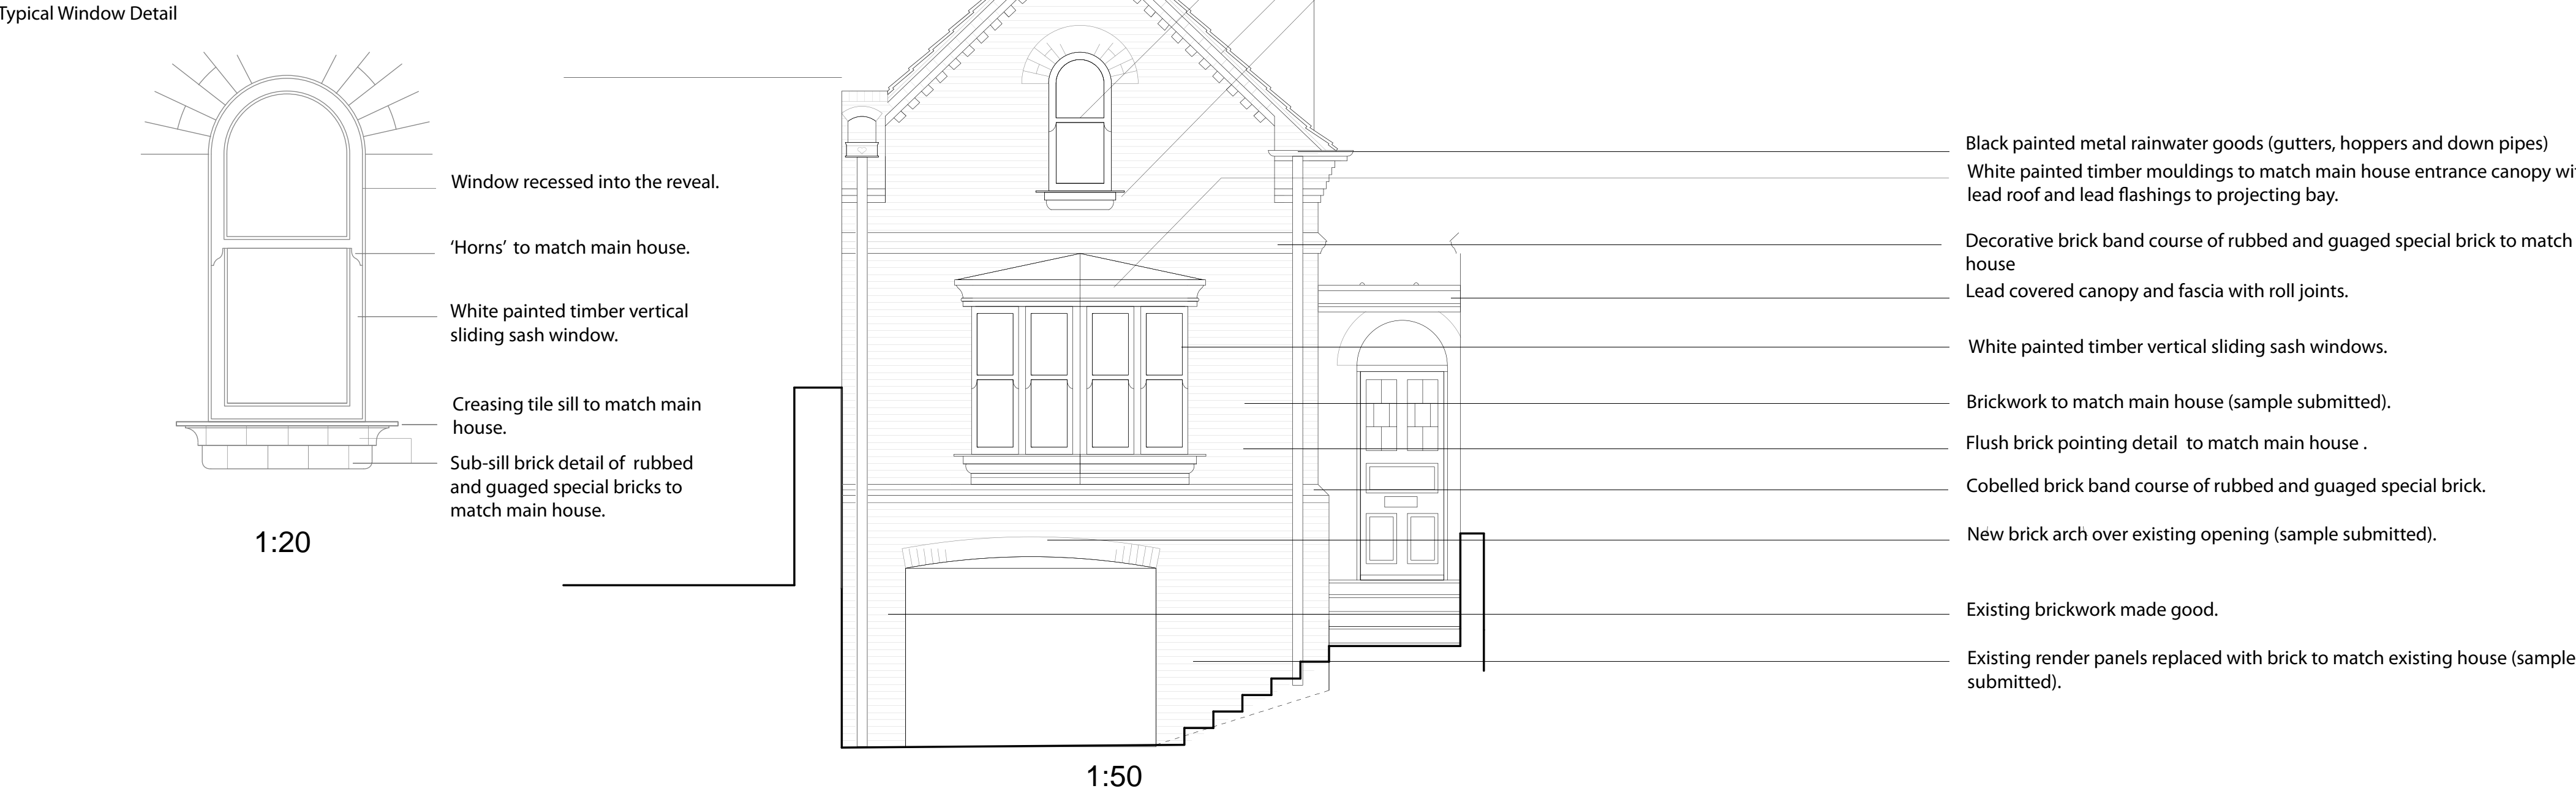 Typical Window Detail
Window recessed into the reveal.
‘Horns’ to match main house.
White painted timber vertical
sliding sash window.
Creasing tile sill to match main
house.
Sub-sill brick detail of rubbed
and guaged special bricks to
match main house.
1:20
1:50
Black painted metal rainwater goods (gutters, hoppers and down pipes)
White painted timber mouldings to match main house entrance canopy wi
lead roof and lead flashings to projecting bay.
Decorative brick band course of rubbed and guaged special brick to match
house
Lead covered canopy and fascia with roll joints.
White painted timber vertical sliding sash windows.
Brickwork to match main house (sample submitted).
Flush brick pointing detail to match main house .
Cobelled brick band course of rubbed and guaged special brick.
New brick arch over existing opening (sample submitted).
Existing brickwork made good.
Existing render panels replaced with brick to match existing house (sample
submitted).